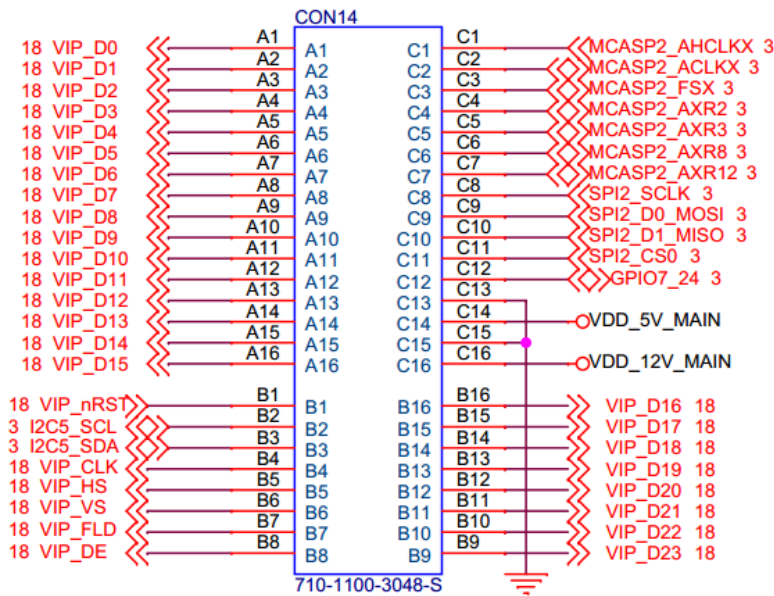 CON14
18 VIP_D0 A1 A1 C1 C1 MCASP2_AHCLKX 3
18 VIP_D1 A2 A2 C2 C2 MCASP2_ACLKX 3
18 VIP_D2 A3 A3 C3 C3 MCASP2_FSX 3
18 VIP_D3 A4 A4 C4 C4 MCASP2_AXR2 3
18 VIP_D4 A5 A5 C5 C5 MCASP2_AXR3 3
18 VIP_D5 A6 A6 C6 C6 MCASP2_AXR8 3
18 VIP_D6 A7 A7 C7 C7 MCASP2_AXR12 3
18 VIP_D7 A8 A8 C8 C8 SPI2_SCLK 3
18 VIP_D8 A9 A9 C9 C9 SPI2_D0_MOSI 3
18 VIP_D9 A10 A10 C10 C10 SPI2_D1_MISO 3
18 VIP_D10 A11 A11 C11 C11 SPI2_CS0 3
18 VIP_D11 A12 A12 C12 C12 GPIO7_24 3
18 VIP_D12 A13 A13 C13 C13
18 VIP_D13 A14 A14 C14 C14 VDD_5V_MAIN
18 VIP_D14 A15 A15 C15 C15
18 VIP_D15 A16 A16 C16 C16 VDD_12V_MAIN
18 VIP_nRST B1 B1 B16 B16 VIP_D16 18
3 I2C5_SCL B2 B2 B15 B15 VIP_D17 18
3 I2C5_SDA B3 B3 B14 B14 VIP_D18 18
18 VIP_CLK B4 B4 B13 B13 VIP_D19 18
18 VIP_HS B5 B5 B12 B12 VIP_D20 18
18 VIP_VS B6 B6 B11 B11 VIP_D21 18
18 VIP_FLD B7 B7 B10 B10 VIP_D22 18
18 VIP_DE B8 B8 B9 B9 VIP_D23 18
710-1100-3048-S